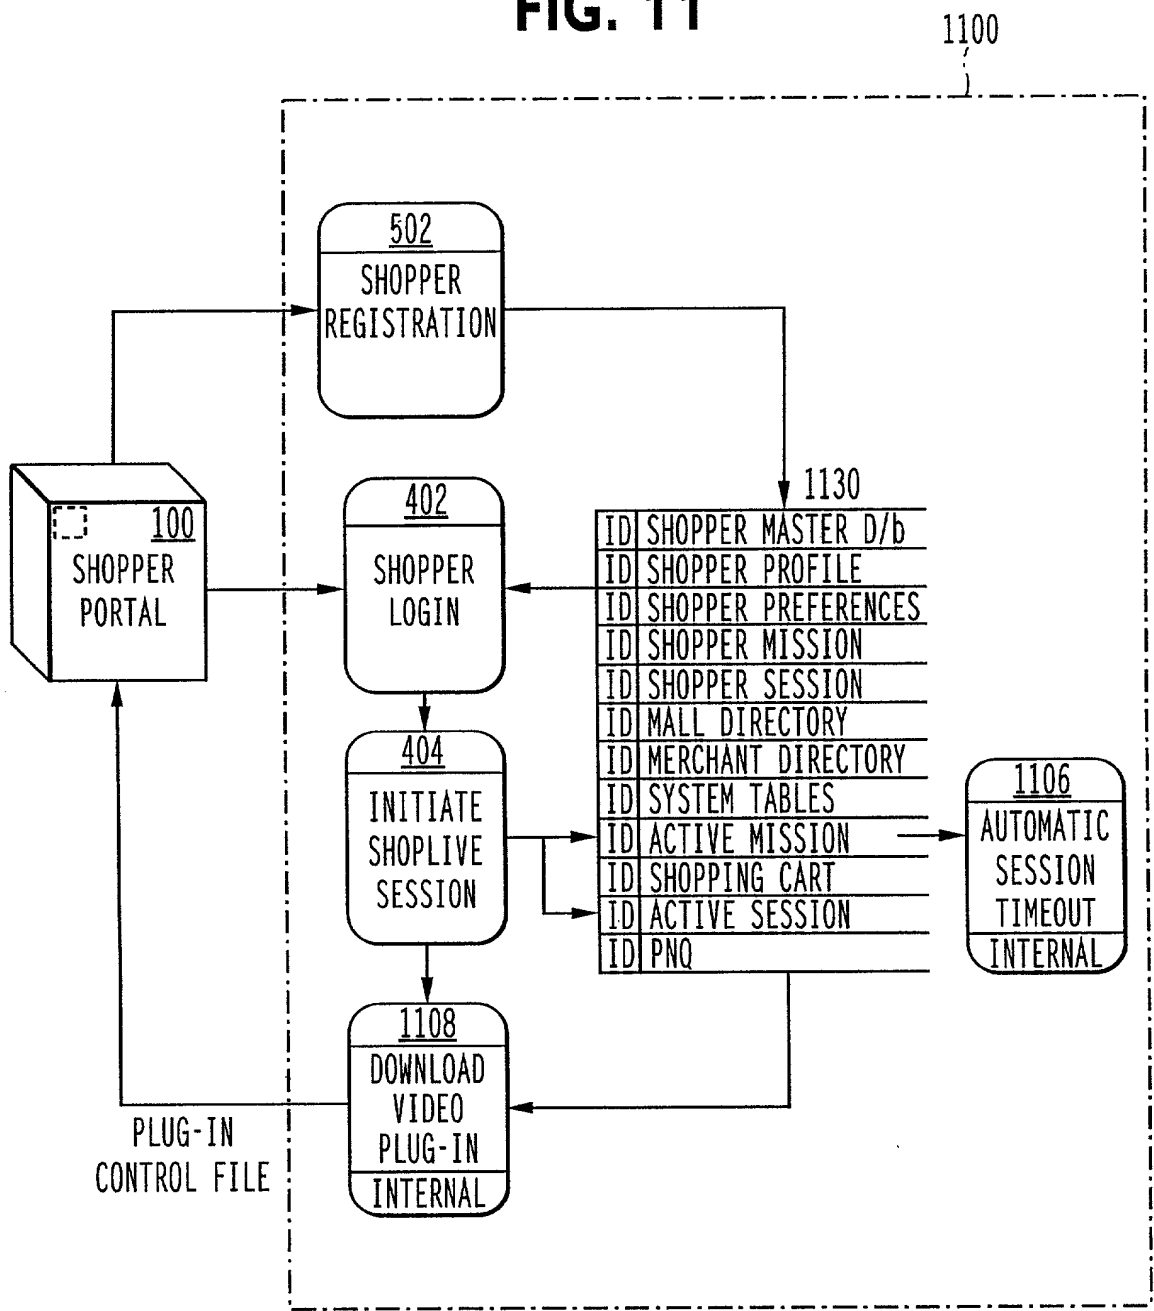 FIG. 11
1100
502
SHOPPER
REGISTRATION
100
SHOPPER
PORTAL
402
SHOPPER
LOGIN
404
INITIATE
SHOPLIVE
SESSION
1130
ID SHOPPER MASTER D/b
ID SHOPPER PROFILE
ID SHOPPER PREFERENCES
ID SHOPPER MISSION
ID SHOPPER SESSION
ID MALL DIRECTORY
ID MERCHANT DIRECTORY
ID SYSTEM TABLES
ID ACTIVE MISSION
ID SHOPPING CART
ID ACTIVE SESSION
ID PNQ
1106
AUTOMATIC
SESSION
TIMEOUT
INTERNAL
1108
DOWNLOAD
VIDEO
PLUG-IN
INTERNAL
PLUG-IN
CONTROL FILE